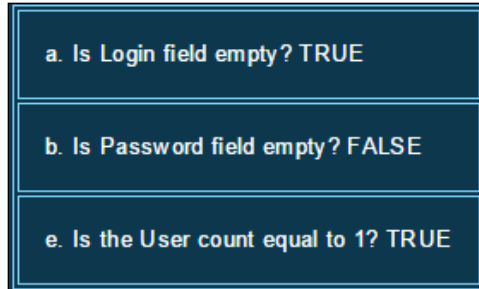 a. Is Login field empty? TRUE
b. Is Password field empty? FALSE
e. Is the User count equal to 1? TRUE